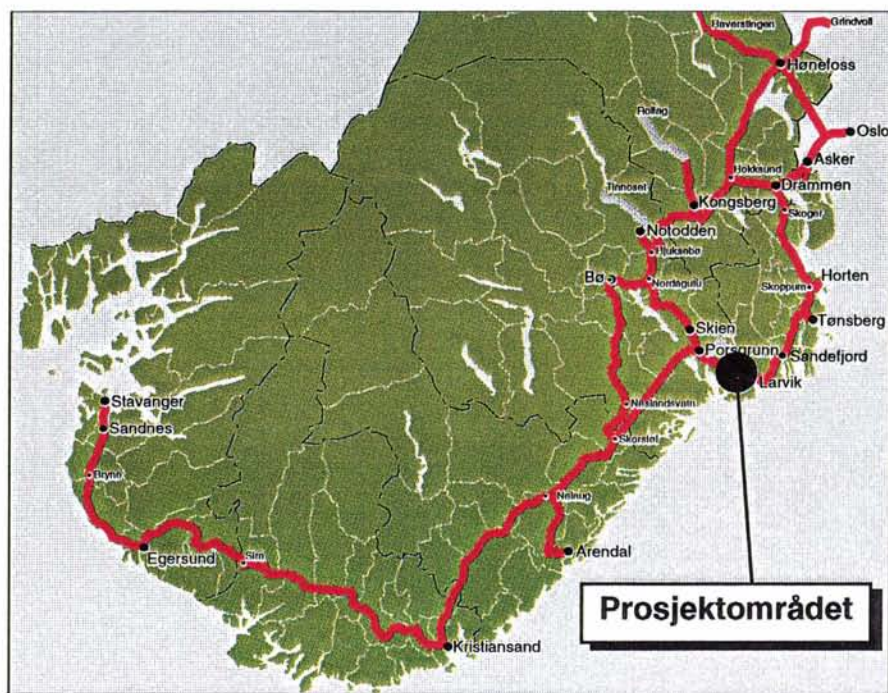 Haverstingen
Grindvoll
Hønefoss
Oslo
Rollag
Asker
Hokksund
Drammen
Tinnoset
Kongsberg
Skoger
Notodden
Hjuksebø
Bø
Nordagutu
Horten
Skoppum
Tønsberg
Skien
Porsgrunn
Sandefjord
Larvik
Stavanger
Neslandsvatn
Sandnes
Skorstøl
Bryne
Nelaug
Egersund
Sira
Arendal
Prosjektområdet
Kristiansand